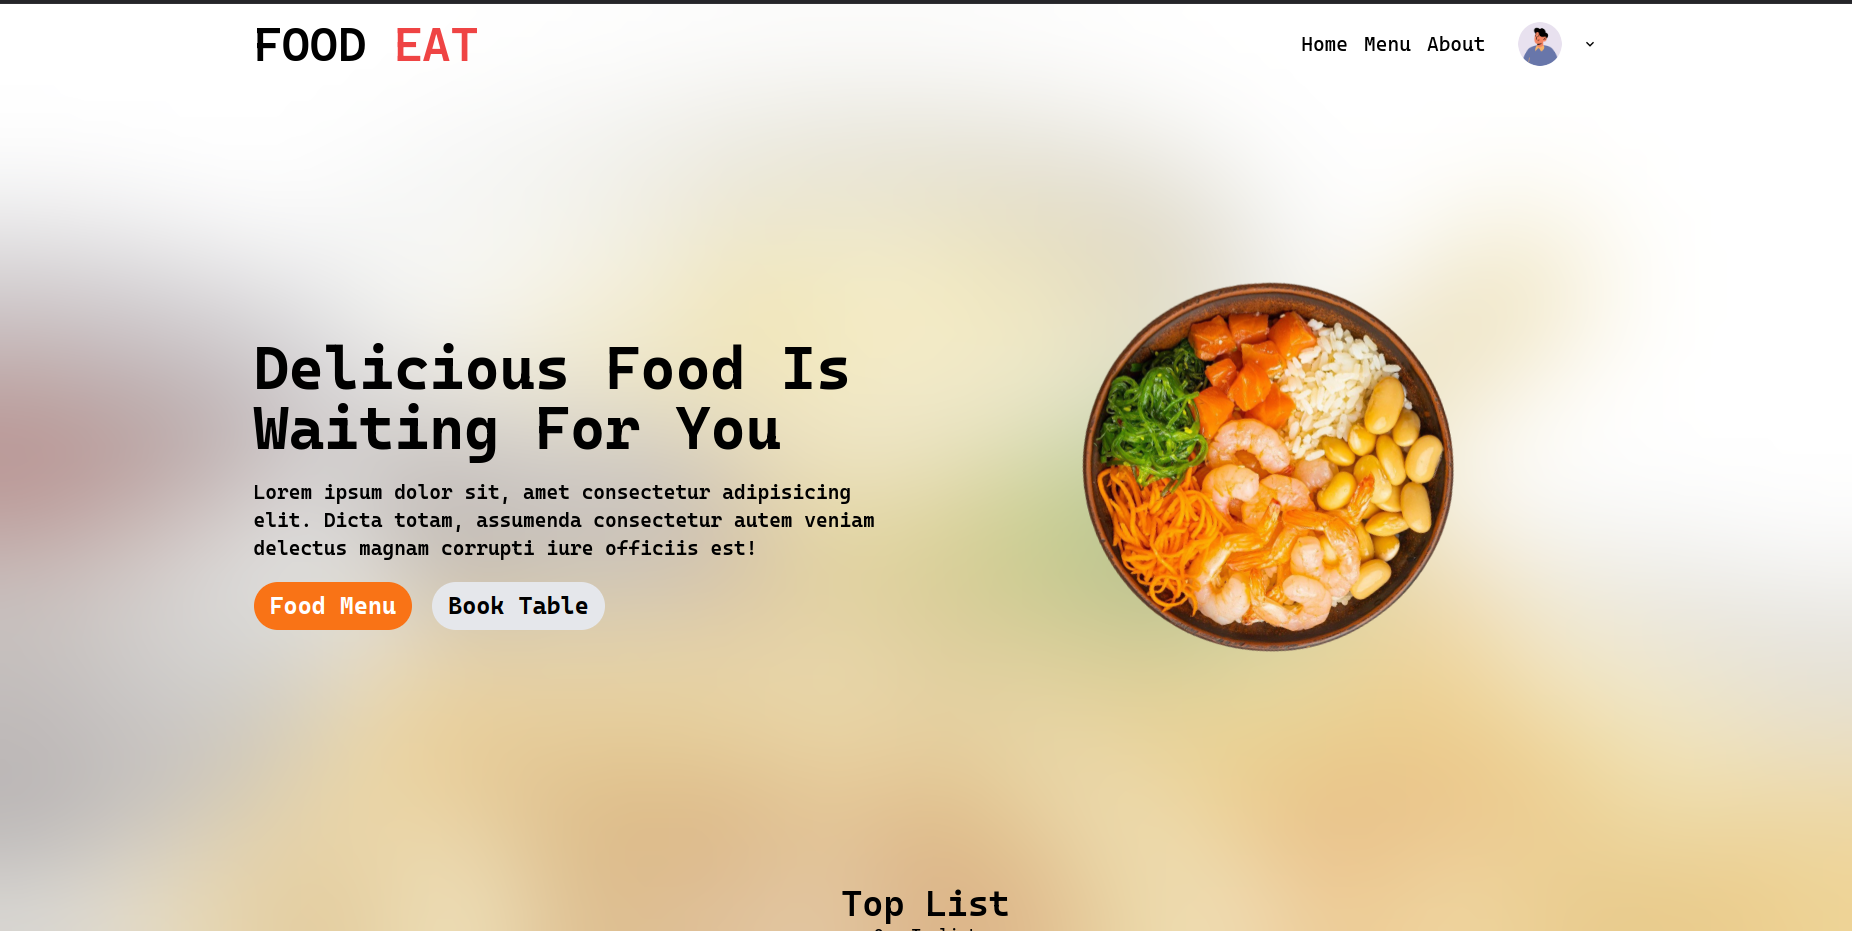 FOOD EAT
Home Menu About
Delicious Food Is
Waiting For You
Lorem ipsum dolor sit, amet consectetur adipisicing
elit. Dicta totam, assumenda consectetur autem veniam
delectus magnam corrupti iure officiis est!
Food Menu Book Table
Top List